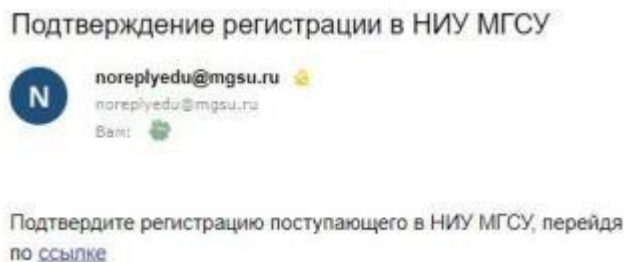 Подтверждение регистрации в НИУ МГСУ
N
noreplyedu@mgsu.ru
noreplyedu@mgsu.ru
Вам:
Подтвердите регистрацию поступающего в НИУ МГСУ, перейдя
по ссылке